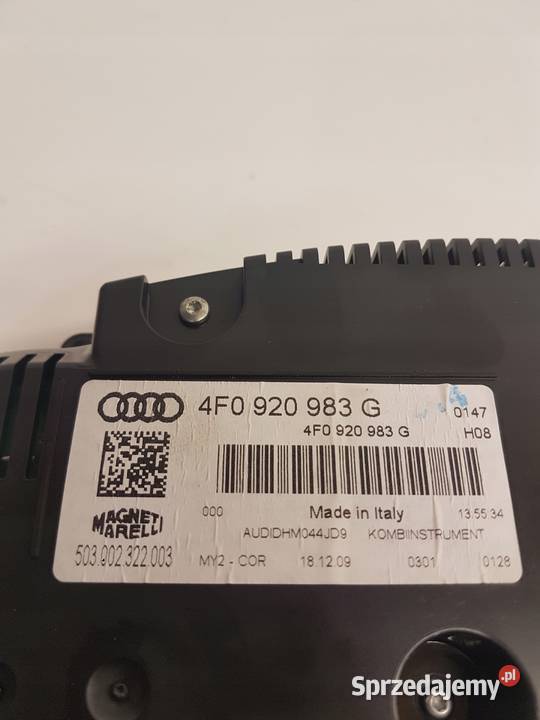 4F0 920 983 G
0147
4F0 920 983 G
H08
000
Made in Italy
13:55:34
MAGNETI
MARELLI
AUDIDHM044JD9
KOMBIINSTRUMENT
503.002.322.003
MY2 - COR
18.12.09
0301
0128
Sprzedajemy.pl